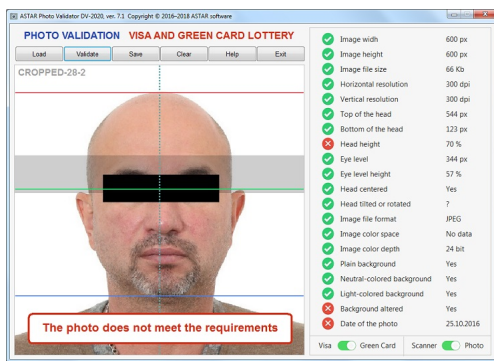 ASTAR Photo Validator DV-2020, ver. 7.1 Copyright © 2016-2018 ASTAR software
PHOTO VALIDATION VISA AND GREEN CARD LOTTERY
Load Validate Save Clear Help Exit
CROPPED-28-2
The photo does not meet the requirements
Image widh 600 px
Image height 600 px
Image file size 66 Kb
Horizontal resolution 300 dpi
Vertical resolution 300 dpi
Top of the head 544 px
Bottom of the head 123 px
Head height 70 %
Eye level 344 px
Eye level height 57 %
Head centered Yes
Head tilted or rotated ?
Image file format JPEG
Image color space No data
Image color depth 24 bit
Plain background Yes
Neutral-colored background Yes
Light-colored background Yes
Background altered Yes
Date of the photo 25.10.2016
Visa Green Card Scanner Photo